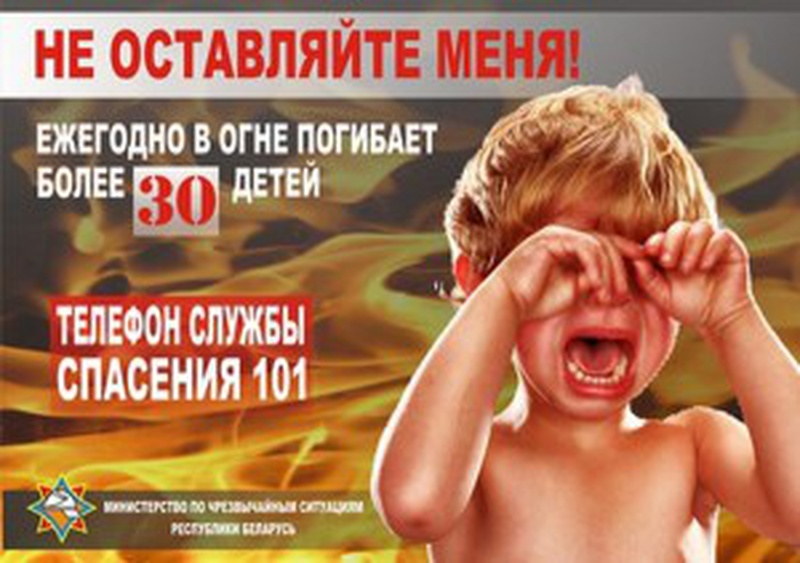 НЕ ОСТАВЛЯЙТЕ МЕНЯ!
ЕЖЕГОДНО В ОГНЕ ПОГИБАЕТ
БОЛЕЕ 30 ДЕТЕЙ
ТЕЛЕФОН СЛУЖБЫ
СПАСЕНИЯ 101
МИНИСТЕРСТВО ПО ЧРЕЗВЫЧАЙНЫМ СИТУАЦИЯМ
РЕСПУБЛИКИ БЕЛАРУСЬ